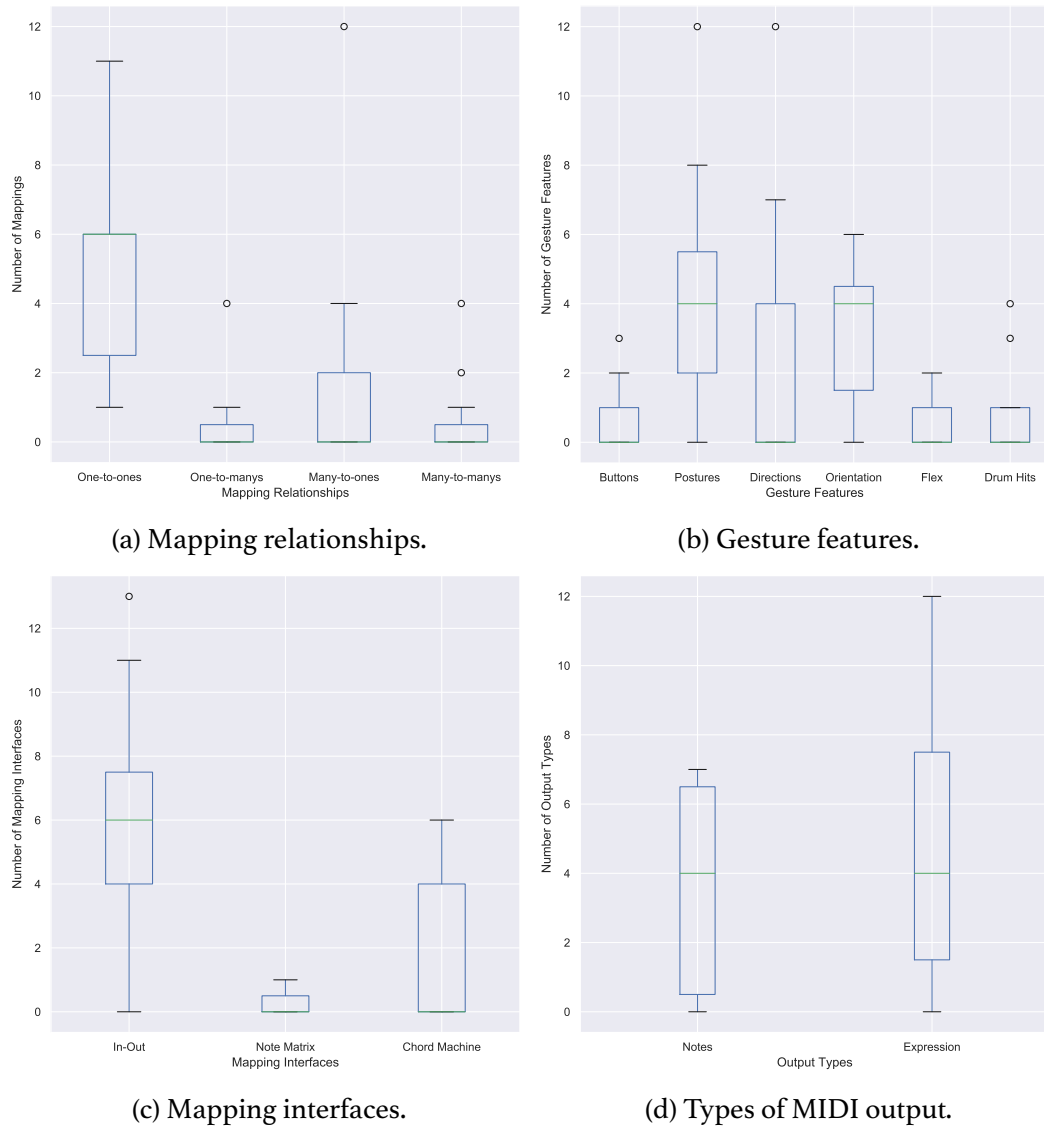 12
10
8
6
4
2
0
Number of Mappings
One-to-ones One-to-manys Many-to-ones Many-to-manys
Mapping Relationships
(a) Mapping relationships.
12
10
8
6
4
2
0
Number of Gesture Features
Buttons Postures Directions Orientation Flex Drum Hits
Gesture Features
(b) Gesture features.
12
10
8
6
4
2
0
Number of Mapping Interfaces
In-Out Note Matrix Chord Machine
Mapping Interfaces
(c) Mapping interfaces.
12
10
8
6
4
2
0
Number of Output Types
Notes Expression
Output Types
(d) Types of MIDI output.